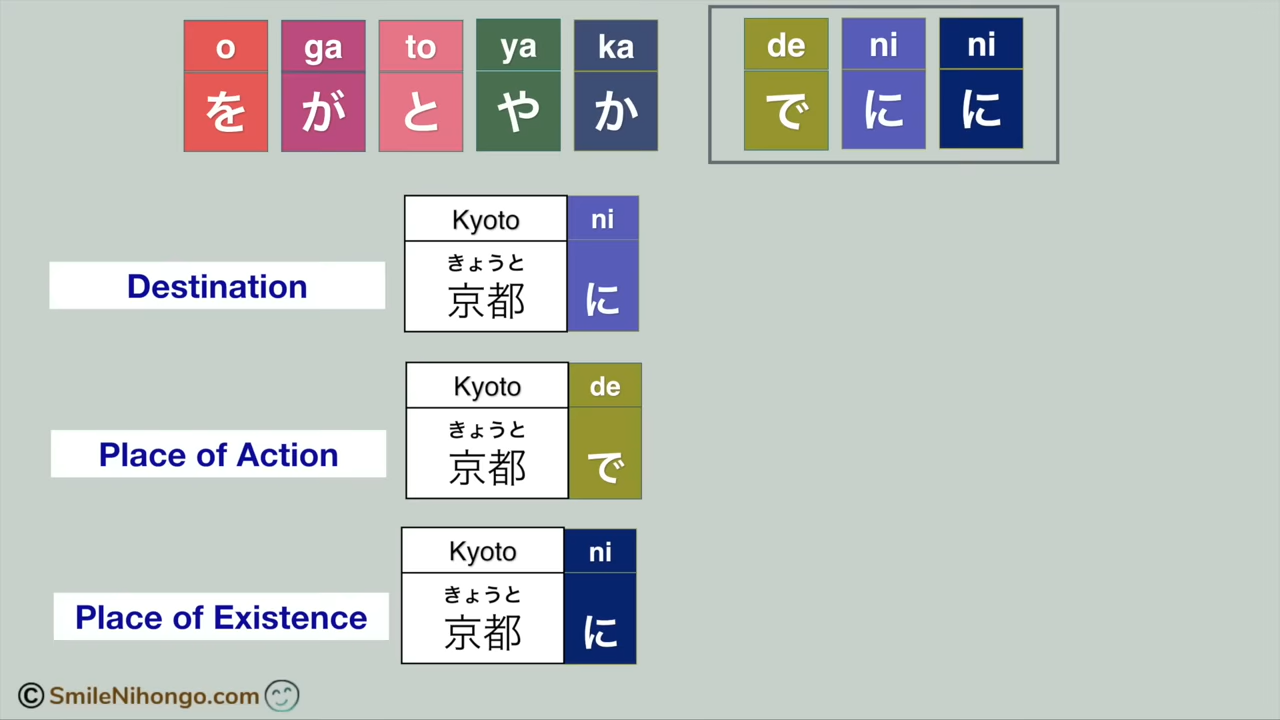 o ga to ya ka de ni ni
を が と や か で に に
Kyoto ni
Destination
きょうと
京都 に
Kyoto de
Place of Action
きょうと
京都 で
Kyoto ni
Place of Existence
きょうと
京都 に
© SmileNihongo.com